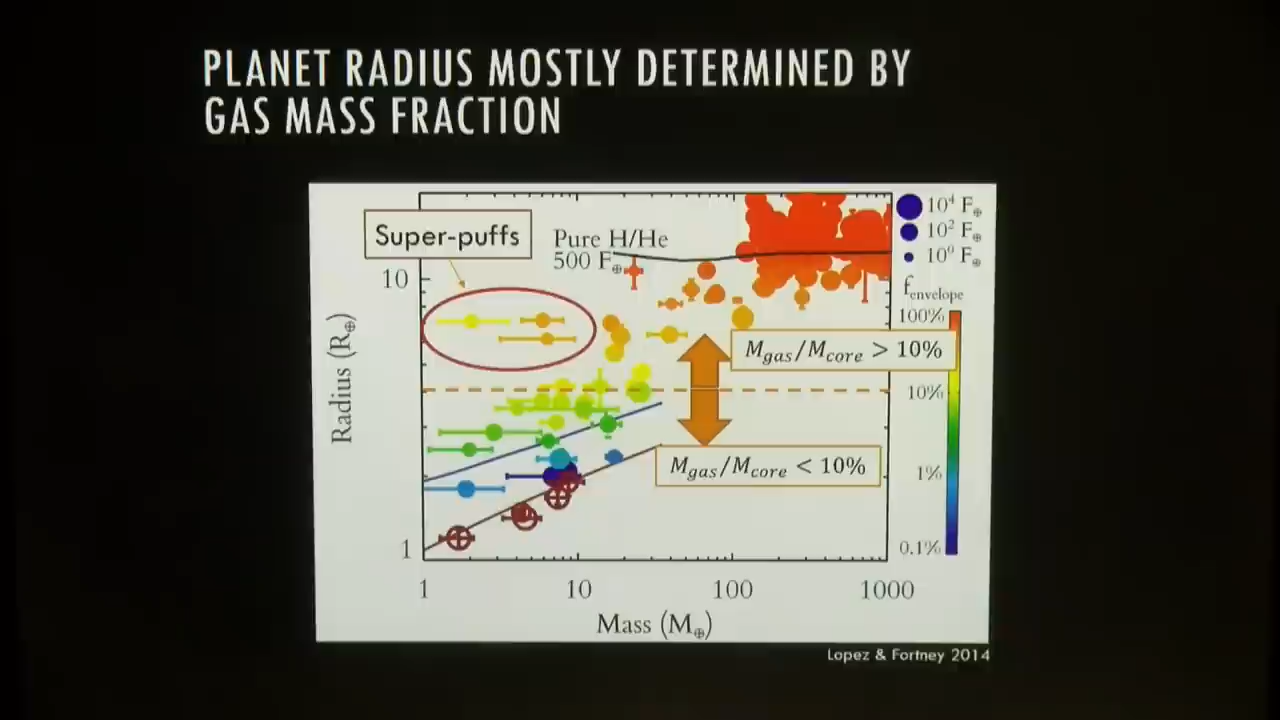 PLANET RADIUS MOSTLY DETERMINED BY
GAS MASS FRACTION
Super-puffs
Pure H/He
500 F⊕
10⁴ F⊕
10² F⊕
10⁰ F⊕
f_envelope
100%
10%
1%
0.1%
M_gas/M_core > 10%
M_gas/M_core < 10%
Radius (R⊕)
10
1
1
10
100
1000
Mass (M⊕)
Lopez & Fortney 2014